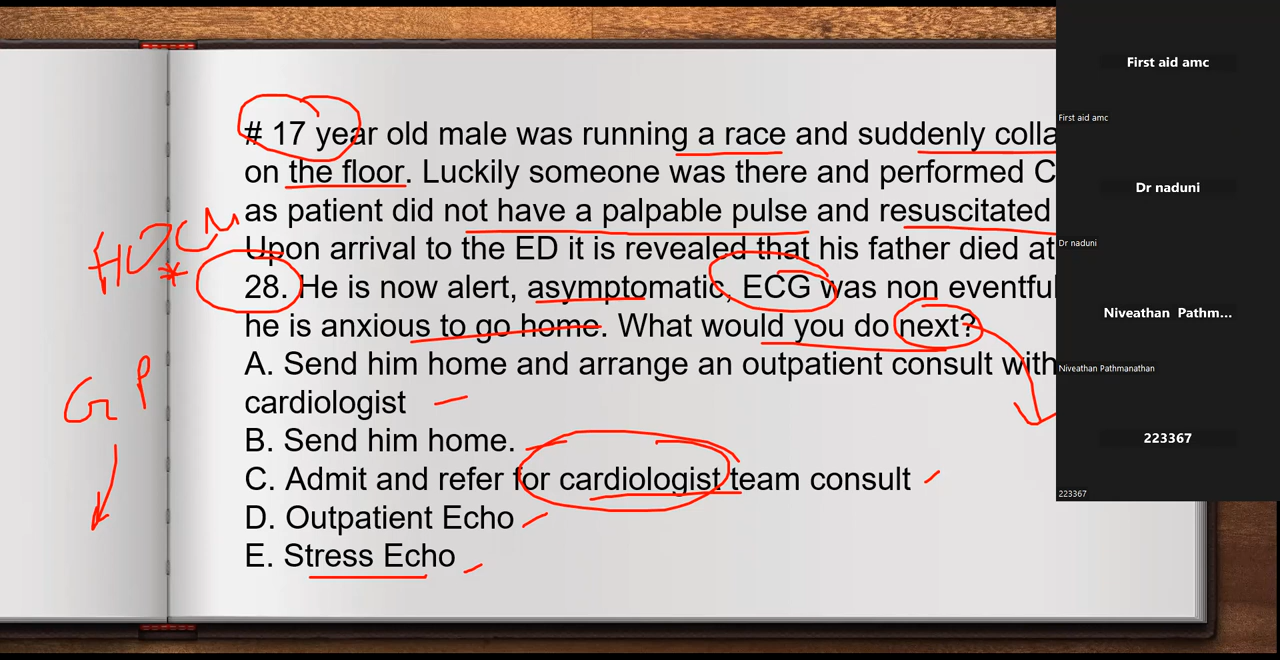 # 17 year old male was running a race and suddenly colla
on the floor. Luckily someone was there and performed C
as patient did not have a palpable pulse and resuscitated
Upon arrival to the ED it is revealed that his father died at
28. He is now alert, asymptomatic, ECG was non eventful
he is anxious to go home. What would you do next?
A. Send him home and arrange an outpatient consult with
cardiologist
B. Send him home.
C. Admit and refer for cardiologist team consult
D. Outpatient Echo
E. Stress Echo
HOCM
*
GP
First aid amc
First aid amc
Dr naduni
Dr naduni
Niveathan Pathm...
Niveathan Pathmanathan
223367
223367